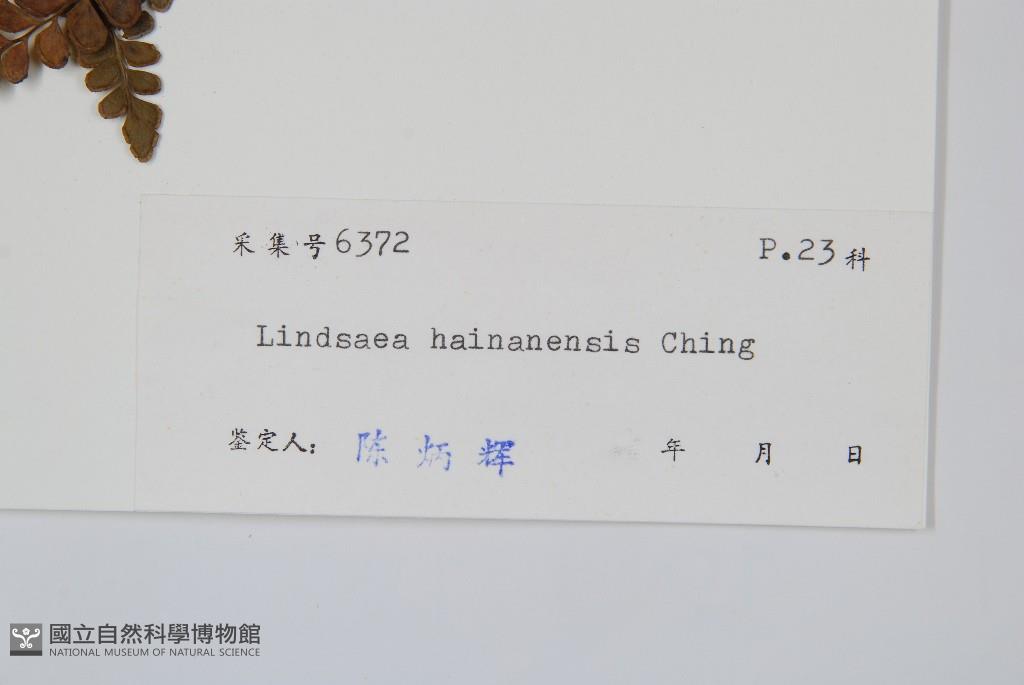 采集号6372 P.23科
Lindsaea hainanensis Ching
鉴定人: 陈炳辉 年 月 日
國立自然科學博物館
NATIONAL MUSEUM OF NATURAL SCIENCE